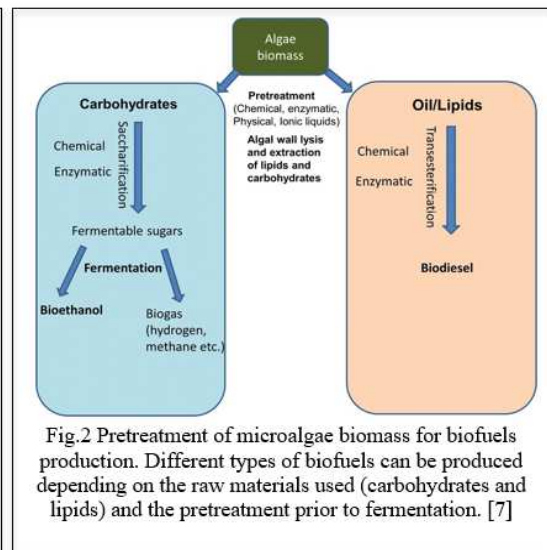 Algae
biomass
Pretreatment
(Chemical, enzymatic,
Physical, Ionic liquids)
Algal wall lysis
and extraction
of lipids and
carbohydrates
Carbohydrates
Saccharification
Chemical
Enzymatic
Fermentable sugars
Fermentation
Bioethanol
Biogas
(hydrogen,
methane etc.)
Oil/Lipids
Transesterification
Chemical
Enzymatic
Biodiesel
Fig.2 Pretreatment of microalgae biomass for biofuels
production. Different types of biofuels can be produced
depending on the raw materials used (carbohydrates and
lipids) and the pretreatment prior to fermentation. [7]